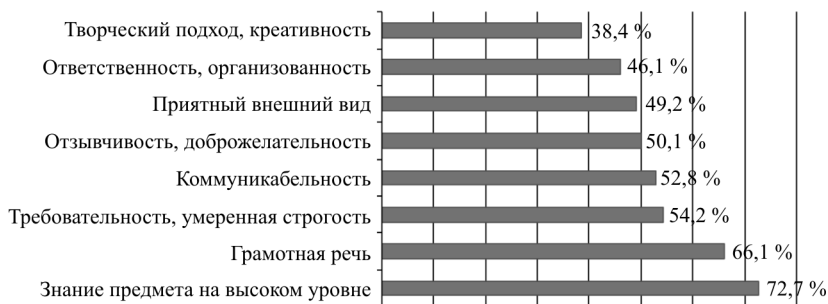 Творческий подход, креативность 38,4 %
Ответственность, организованность 46,1 %
Приятный внешний вид 49,2 %
Отзывчивость, доброжелательность 50,1 %
Коммуникабельность 52,8 %
Требовательность, умеренная строгость 54,2 %
Грамотная речь 66,1 %
Знание предмета на высоком уровне 72,7 %